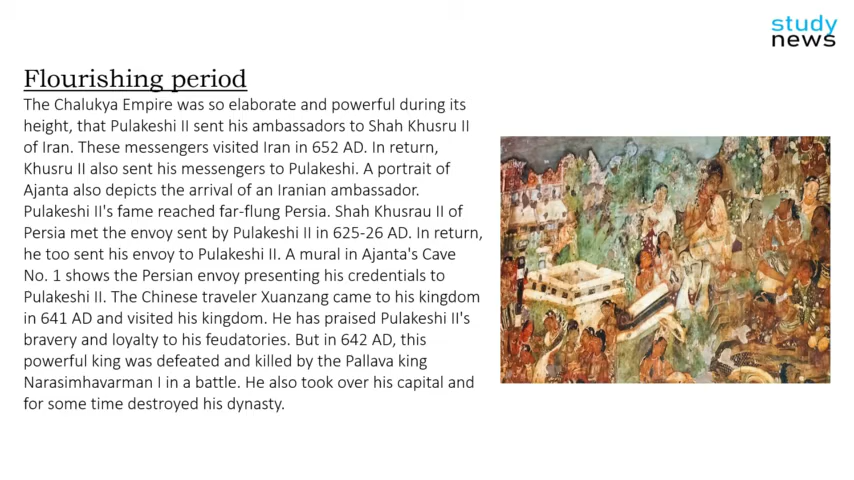 study
news
Flourishing period
The Chalukya Empire was so elaborate and powerful during its
height, that Pulakeshi II sent his ambassadors to Shah Khusru II
of Iran. These messengers visited Iran in 652 AD. In return,
Khusru II also sent his messengers to Pulakeshi. A portrait of
Ajanta also depicts the arrival of an Iranian ambassador.
Pulakeshi II's fame reached far-flung Persia. Shah Khusrau II of
Persia met the envoy sent by Pulakeshi II in 625-26 AD. In return,
he too sent his envoy to Pulakeshi II. A mural in Ajanta's Cave
No. 1 shows the Persian envoy presenting his credentials to
Pulakeshi II. The Chinese traveler Xuanzang came to his kingdom
in 641 AD and visited his kingdom. He has praised Pulakeshi II's
bravery and loyalty to his feudatories. But in 642 AD, this
powerful king was defeated and killed by the Pallava king
Narasimhavarman I in a battle. He also took over his capital and
for some time destroyed his dynasty.